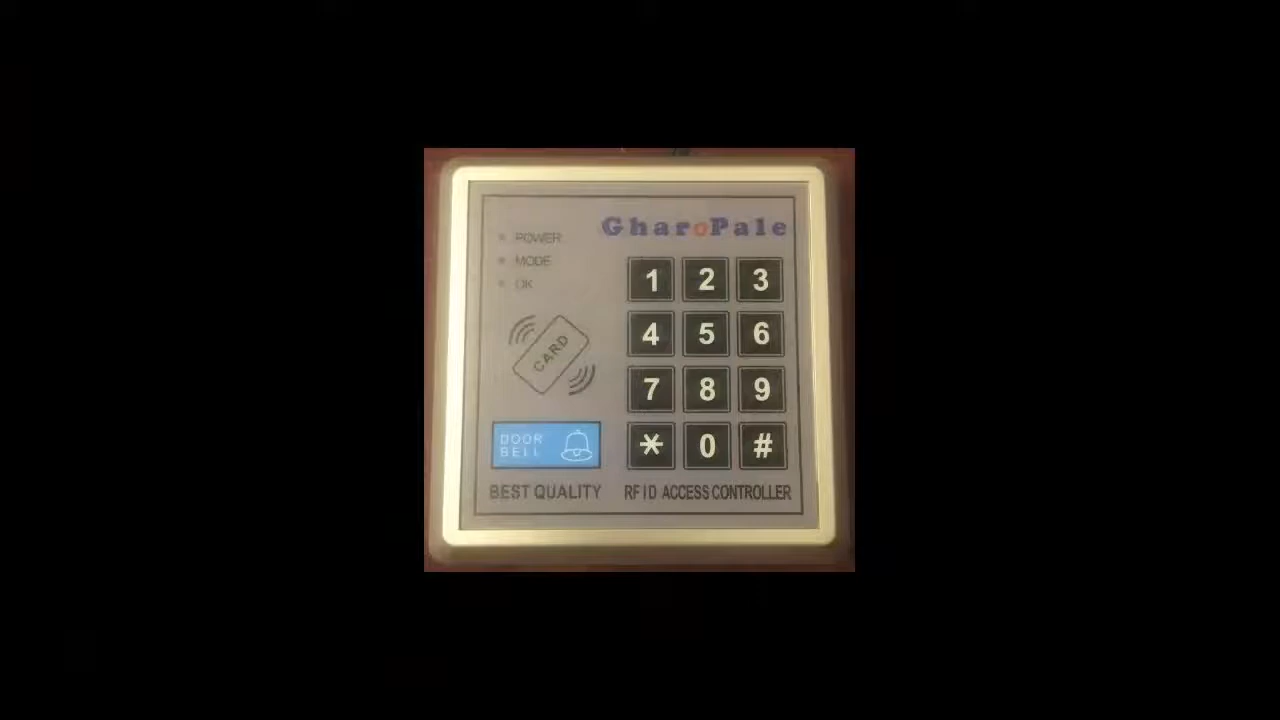 GharoPale
POWER
MODE
OK
1 2 3
4 5 6
7 8 9
* 0 #
CARD
DOOR
BELL
BEST QUALITY
RFID ACCESS CONTROLLER